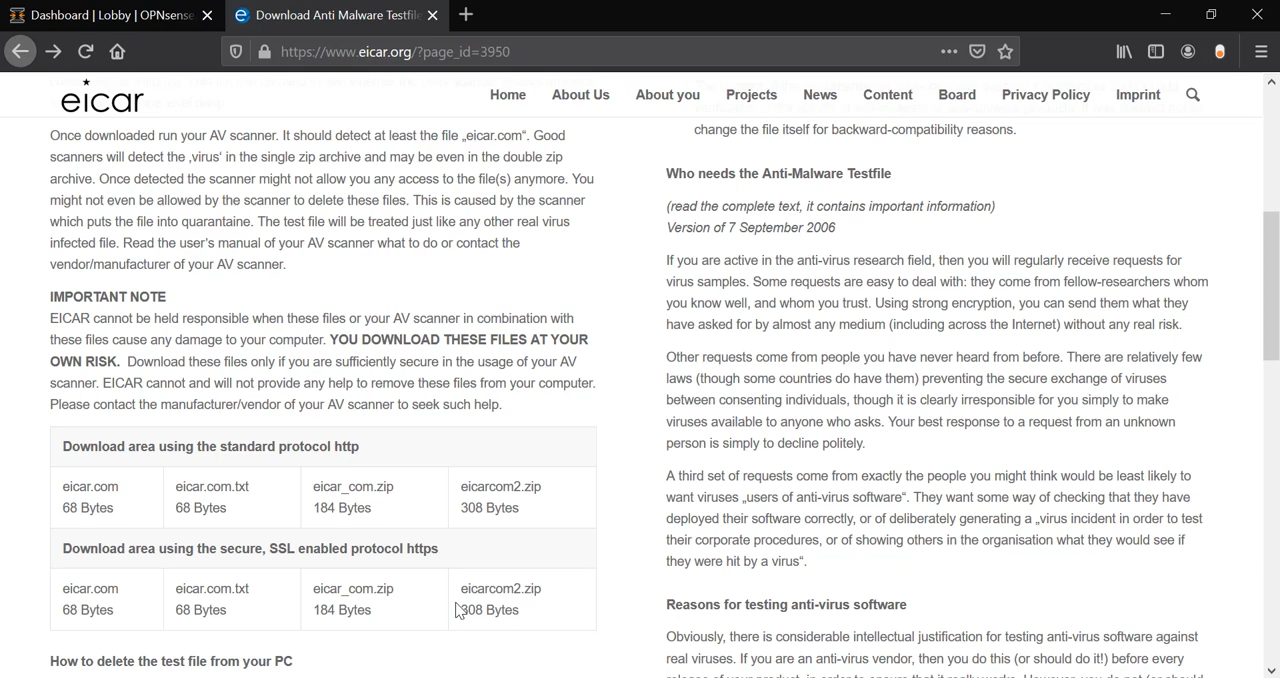 Dashboard | Lobby | OPNsense
Download Anti Malware Testfile
https://www.eicar.org/?page_id=3950
eicar
Home About Us About you Projects News Content Board Privacy Policy Imprint
Once downloaded run your AV scanner. It should detect at least the file „eicar.com“. Good
scanners will detect the ‚virus‘ in the single zip archive and may be even in the double zip
archive. Once detected the scanner might not allow you any access to the file(s) anymore. You
might not even be allowed by the scanner to delete these files. This is caused by the scanner
which puts the file into quarantaine. The test file will be treated just like any other real virus
infected file. Read the user's manual of your AV scanner what to do or contact the
vendor/manufacturer of your AV scanner.
IMPORTANT NOTE
EICAR cannot be held responsible when these files or your AV scanner in combination with
these files cause any damage to your computer. YOU DOWNLOAD THESE FILES AT YOUR
OWN RISK. Download these files only if you are sufficiently secure in the usage of your AV
scanner. EICAR cannot and will not provide any help to remove these files from your computer.
Please contact the manufacturer/vendor of your AV scanner to seek such help.
Download area using the standard protocol http
eicar.com eicar.com.txt eicar_com.zip eicarcom2.zip
68 Bytes 68 Bytes 184 Bytes 308 Bytes
Download area using the secure, SSL enabled protocol https
eicar.com eicar.com.txt eicar_com.zip eicarcom2.zip
68 Bytes 68 Bytes 184 Bytes 308 Bytes
How to delete the test file from your PC
change the file itself for backward-compatibility reasons.
Who needs the Anti-Malware Testfile
(read the complete text, it contains important information)
Version of 7 September 2006
If you are active in the anti-virus research field, then you will regularly receive requests for
virus samples. Some requests are easy to deal with: they come from fellow-researchers whom
you know well, and whom you trust. Using strong encryption, you can send them what they
have asked for by almost any medium (including across the Internet) without any real risk.
Other requests come from people you have never heard from before. There are relatively few
laws (though some countries do have them) preventing the secure exchange of viruses
between consenting individuals, though it is clearly irresponsible for you simply to make
viruses available to anyone who asks. Your best response to a request from an unknown
person is simply to decline politely.
A third set of requests come from exactly the people you might think would be least likely to
want viruses „users of anti-virus software“. They want some way of checking that they have
deployed their software correctly, or of deliberately generating a „virus incident in order to test
their corporate procedures, or of showing others in the organisation what they would see if
they were hit by a virus“.
Reasons for testing anti-virus software
Obviously, there is considerable intellectual justification for testing anti-virus software against
real viruses. If you are an anti-virus vendor, then you do this (or should do it!) before every